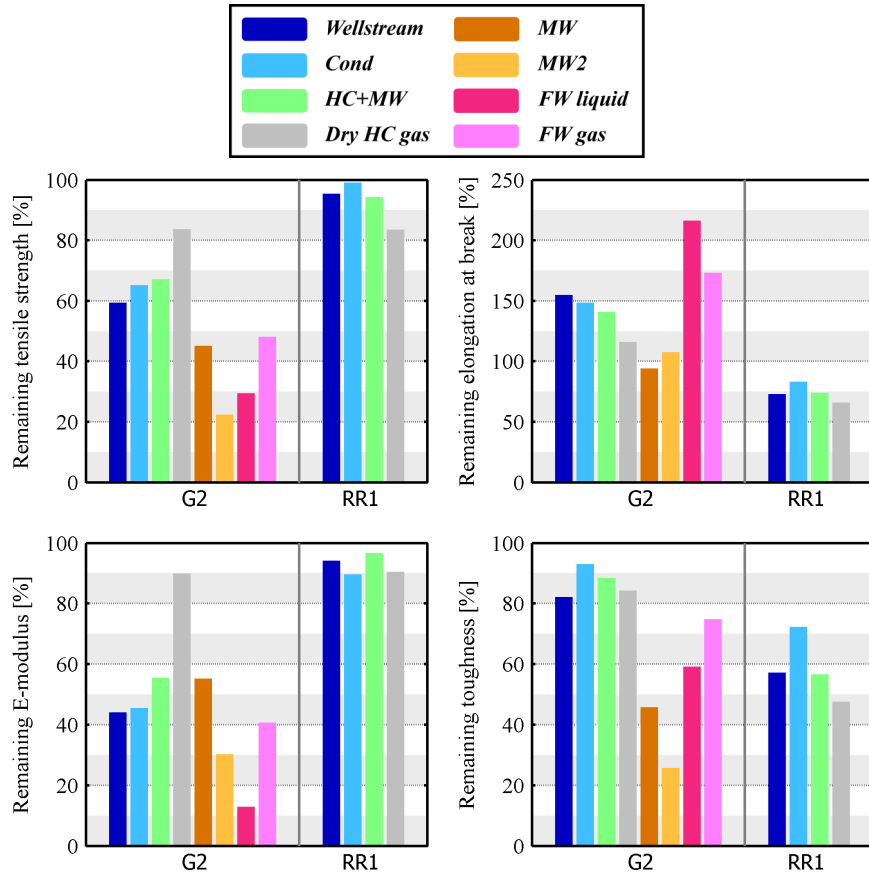 Wellstream MW
Cond MW2
HC+MW FW liquid
Dry HC gas FW gas
Remaining tensile strength [%]
100
80
60
40
20
0
G2 RR1
Remaining elongation at break [%]
250
200
150
100
50
0
G2 RR1
Remaining E-modulus [%]
100
80
60
40
20
0
G2 RR1
Remaining toughness [%]
100
80
60
40
20
0
G2 RR1